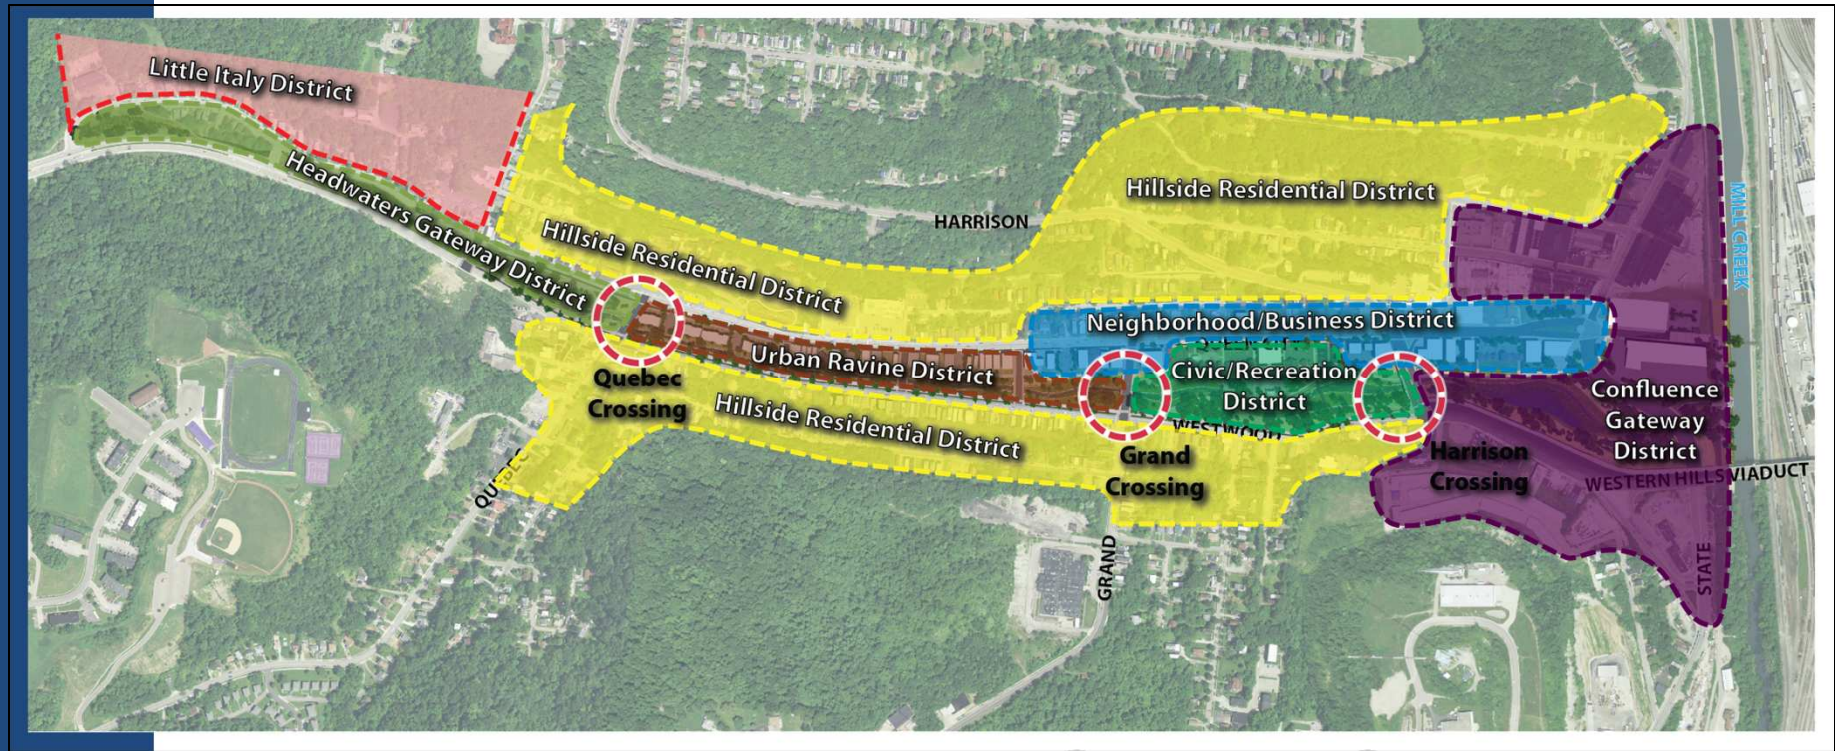 Little Italy District
Headwaters Gateway District
Hillside Residential District
HARRISON
Hillside Residential District
MILL CREEK
Neighborhood/Business District
Urban Ravine District
Civic/Recreation
District
Quebec
Crossing
Hillside Residential District
WESTWOOD
Grand
Crossing
Harrison
Crossing
Confluence
Gateway
District
WESTERN HILLS VIADUCT
QUEBEC
GRAND
STATE